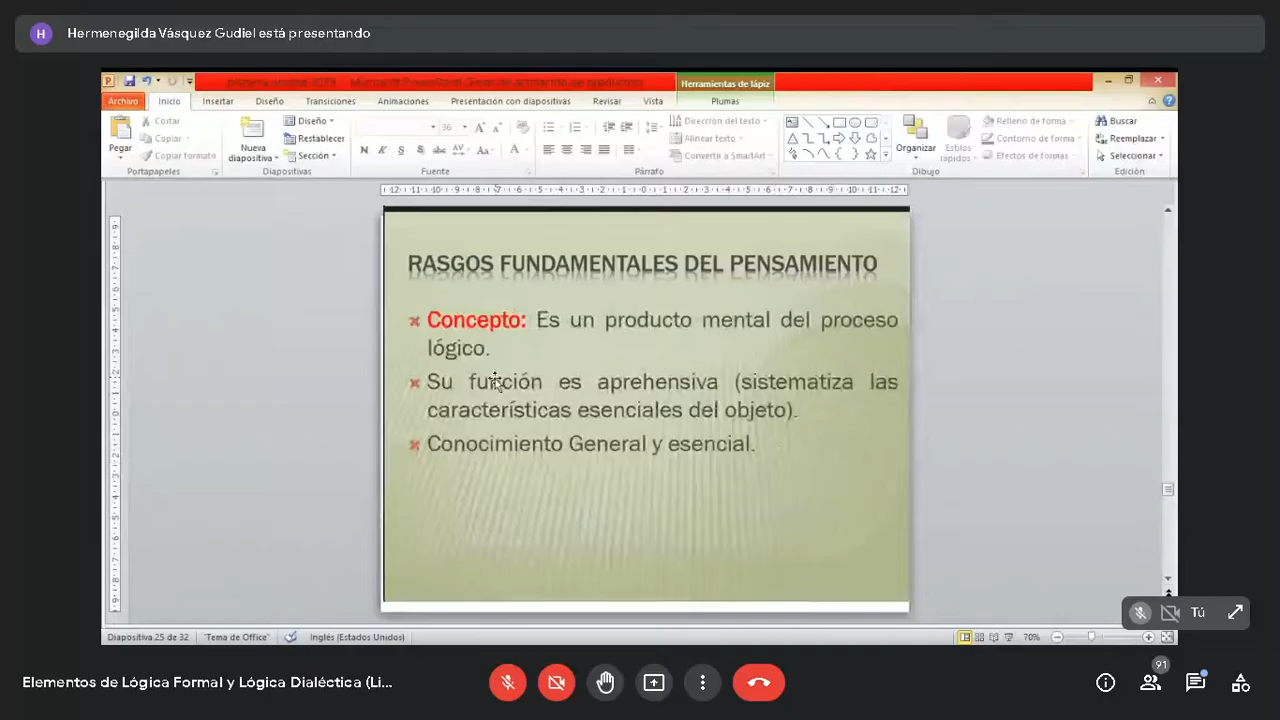 H Hermenegilda Vásquez Gudiel está presentando
Herramientas de lápiz
Archivo Inicio Insertar Diseño Transiciones Animaciones Presentación con diapositivas Revisar Vista Plumas
Pegar
Cortar
Copiar
Copiar formato
Portapapeles
Nueva
diapositiva
Diseño
Restablecer
Sección
Diapositivas
36
Fuente
Dirección del texto
Alinear texto
Convertir a SmartArt
Párrafo
Organizar
Estilos
rápidos
Relleno de forma
Contorno de forma
Efectos de formas
Dibujo
Buscar
Reemplazar
Seleccionar
Edición
RASGOS FUNDAMENTALES DEL PENSAMIENTO
Concepto: Es un producto mental del proceso
lógico.
Su función es aprehensiva (sistematiza las
características esenciales del objeto).
Conocimiento General y esencial.
Tú
Diapositiva 25 de 32 "Tema de Office" Inglés (Estados Unidos) 70%
91
Elementos de Lógica Formal y Lógica Dialéctica (Li...